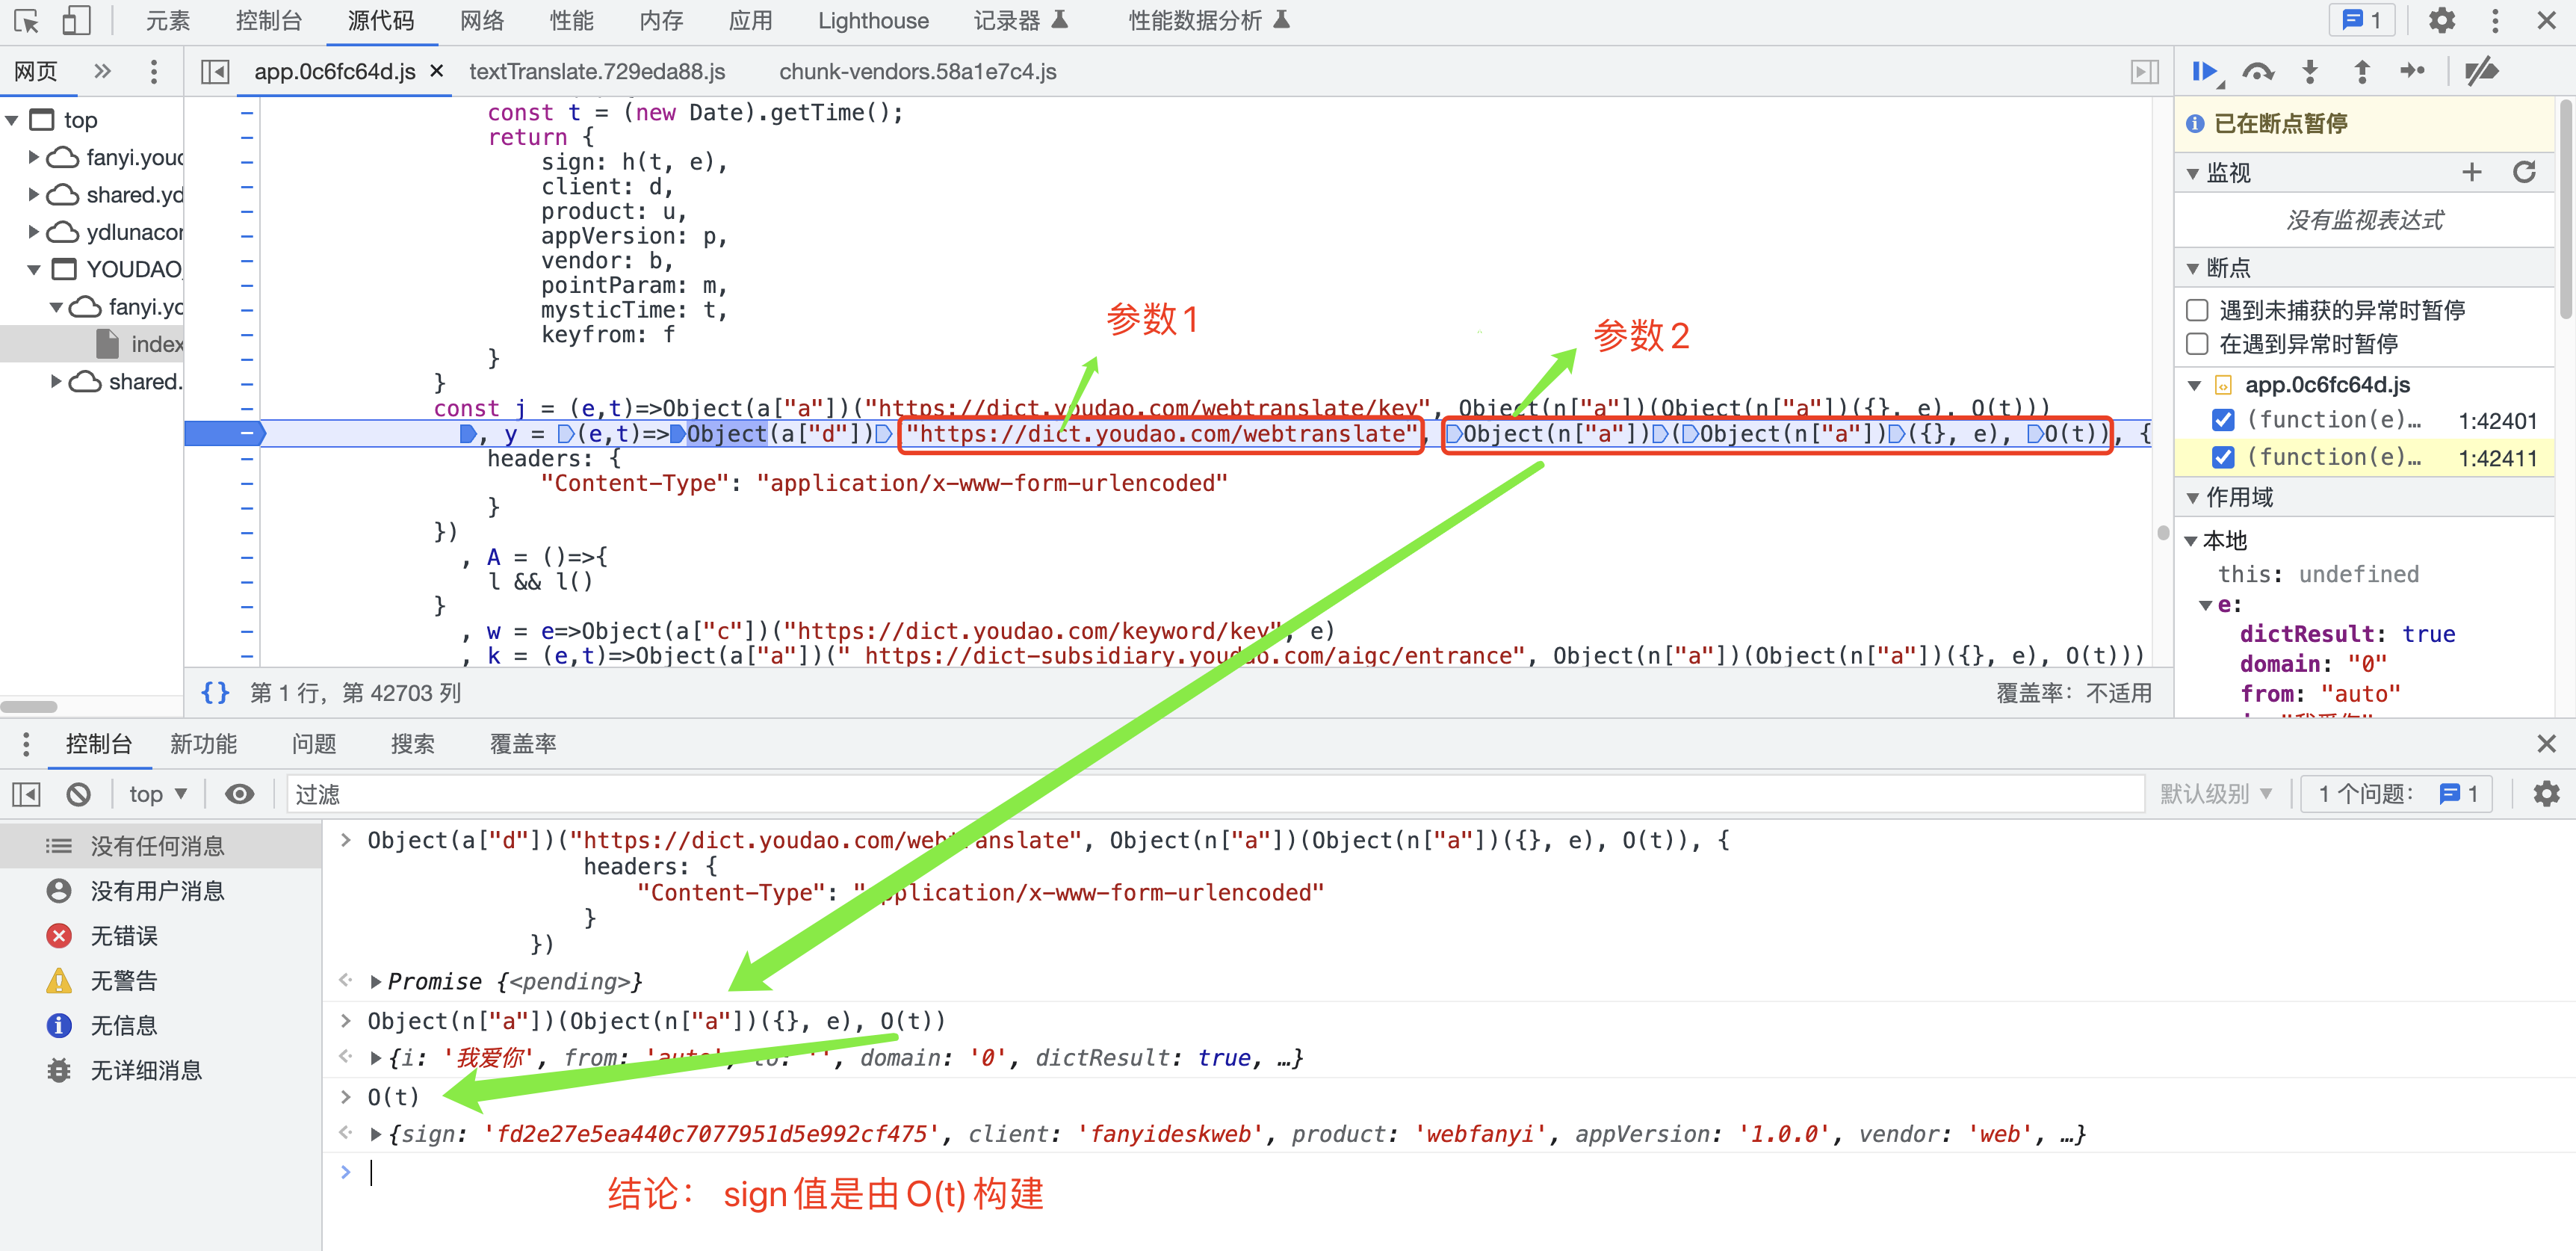 元素 控制台 源代码 网络 性能 内存 应用 Lighthouse 记录器 性能数据分析 1
网页 app.0c6fc64d.js textTranslate.729eda88.js chunk-vendors.58a1e7c4.js
top
fanyi.youd
shared.yd
ydlunacor
YOUDAO_
fanyi.yo
index
shared.
const t = (new Date).getTime();
return {
sign: h(t, e),
client: d,
product: u,
appVersion: p,
vendor: b,
pointParam: m,
mysticTime: t,
keyfrom: f
}
}
参数1
参数2
const j = (e,t)=>Object(a["a"])("https://dict.youdao.com/webtranslate/key", Object(n["a"])(Object(n["a"])({}, e), O(t)))
, y = (e,t)=>Object(a["d"])("https://dict.youdao.com/webtranslate", Object(n["a"])(Object(n["a"])({}, e), O(t)), {
headers: {
"Content-Type": "application/x-www-form-urlencoded"
}
})
, A = ()=>{
l && l()
}
, w = e=>Object(a["c"])("https://dict.youdao.com/keyword/key", e)
, k = (e,t)=>Object(a["a"])(" https://dict-subsidiary.youdao.com/aigc/entrance", Object(n["a"])(Object(n["a"])({}, e), O(t)))
{} 第 1 行，第 42703 列 覆盖率：不适用
已在断点暂停
监视
没有监视表达式
断点
遇到未捕获的异常时暂停
在遇到异常时暂停
app.0c6fc64d.js
(function(e)… 1:42401
(function(e)… 1:42411
作用域
本地
this: undefined
e:
dictResult: true
domain: "0"
from: "auto"
i: "我爱你"
控制台 新功能 问题 搜索 覆盖率
top 过滤 默认级别 1 个问题： 1
没有任何消息
没有用户消息
无错误
无警告
无信息
无详细消息
Object(a["d"])("https://dict.youdao.com/webtranslate", Object(n["a"])(Object(n["a"])({}, e), O(t)), {
headers: {
"Content-Type": "application/x-www-form-urlencoded"
}
})
Promise {<pending>}
Object(n["a"])(Object(n["a"])({}, e), O(t))
{i: '我爱你', from: 'auto', to: '', domain: '0', dictResult: true, …}
O(t)
{sign: 'fd2e27e5ea440c7077951d5e992cf475', client: 'fanyideskweb', product: 'webfanyi', appVersion: '1.0.0', vendor: 'web', …}
结论： sign值是由O(t)构建